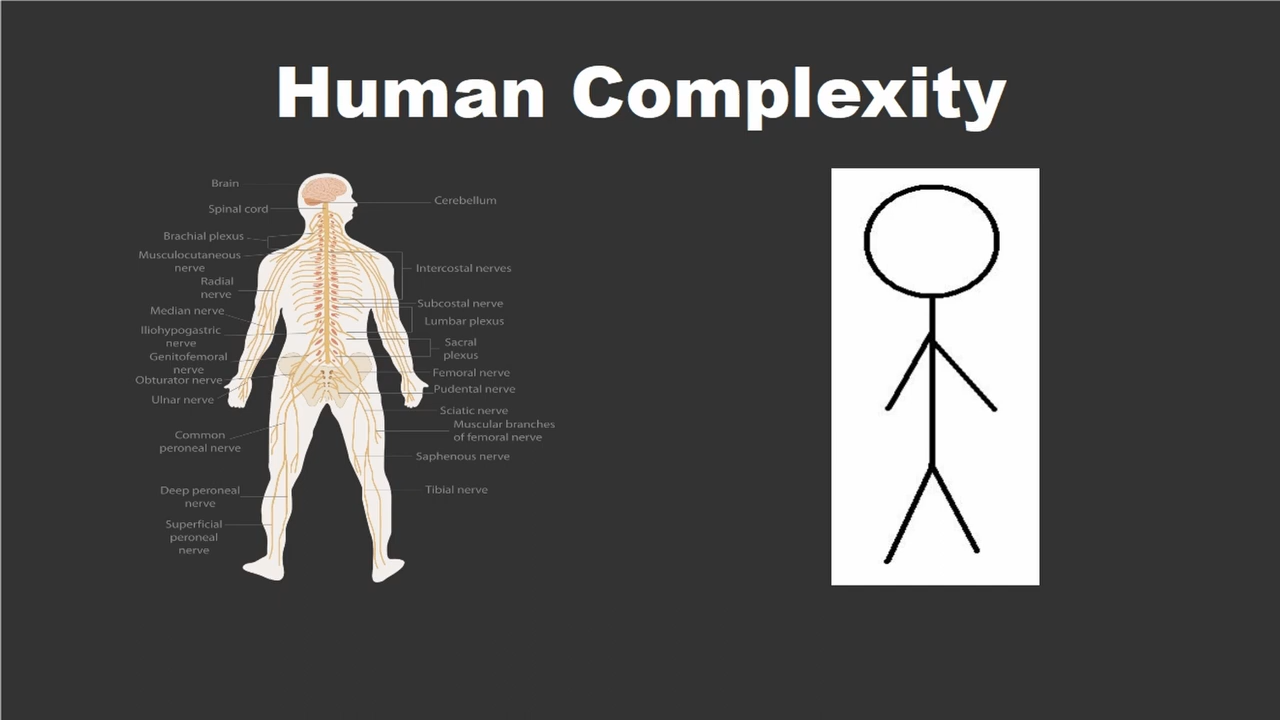 Human Complexity
Brain
Spinal cord
Brachial plexus
Musculocutaneous
nerve
Radial
nerve
Median nerve
Iliohypogastric
nerve
Genitofemoral
nerve
Obturator nerve
Ulnar nerve
Common
peroneal nerve
Deep peroneal
nerve
Superficial
peroneal
nerve
Cerebellum
Intercostal nerves
Subcostal nerve
Lumbar plexus
Sacral
plexus
Femoral nerve
Pudental nerve
Sciatic nerve
Muscular branches
of femoral nerve
Saphenous nerve
Tibial nerve